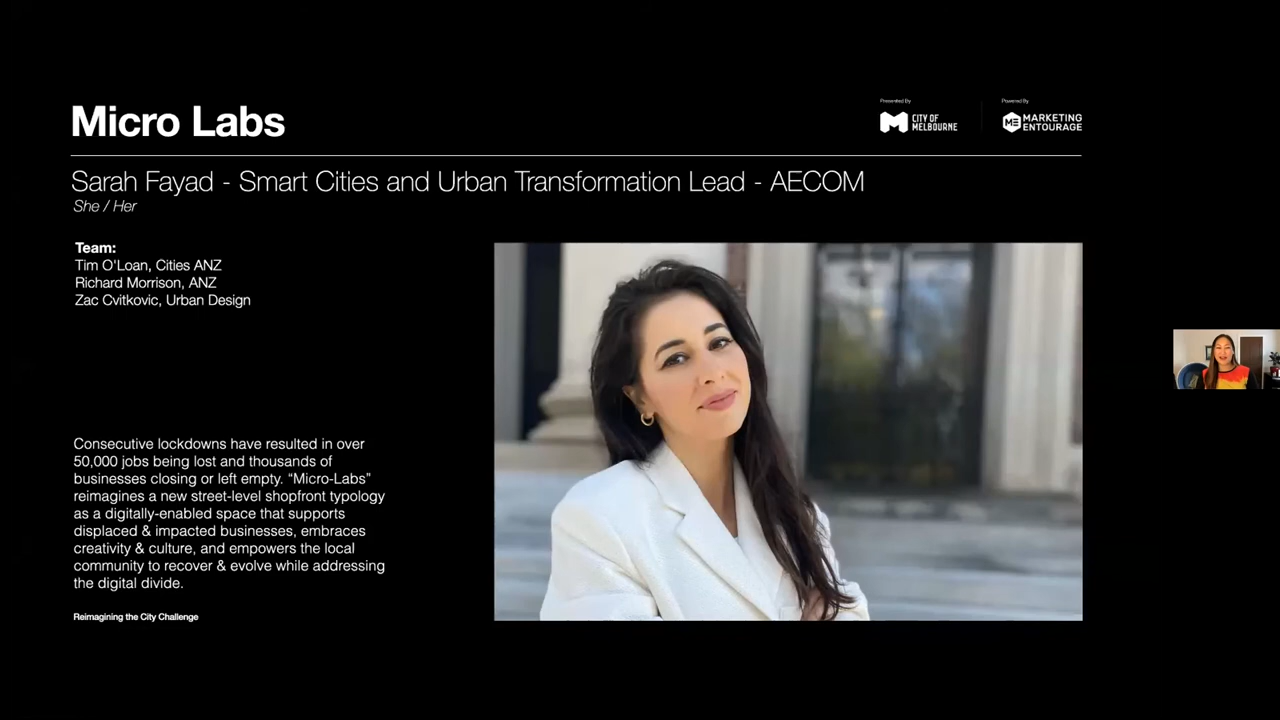 Micro Labs
Presented By
CITY OF
MELBOURNE
Powered By
ME
MARKETING
ENTOURAGE
Sarah Fayad - Smart Cities and Urban Transformation Lead - AECOM
She / Her
Team:
Tim O'Loan, Cities ANZ
Richard Morrison, ANZ
Zac Cvitkovic, Urban Design
Consecutive lockdowns have resulted in over
50,000 jobs being lost and thousands of
businesses closing or left empty. “Micro-Labs”
reimagines a new street-level shopfront typology
as a digitally-enabled space that supports
displaced & impacted businesses, embraces
creativity & culture, and empowers the local
community to recover & evolve while addressing
the digital divide.
Reimagining the City Challenge